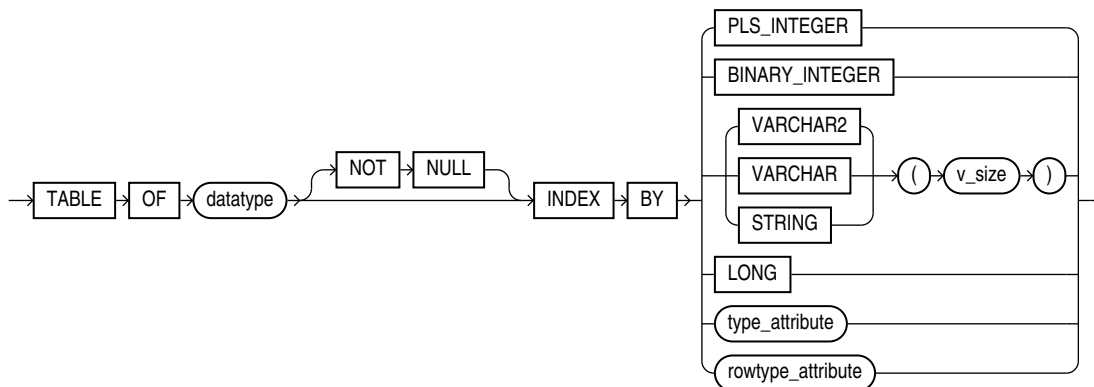 PLS_INTEGER
BINARY_INTEGER
VARCHAR2
NOT NULL VARCHAR ( v_size )
TABLE OF datatype INDEX BY STRING
LONG
type_attribute
rowtype_attribute